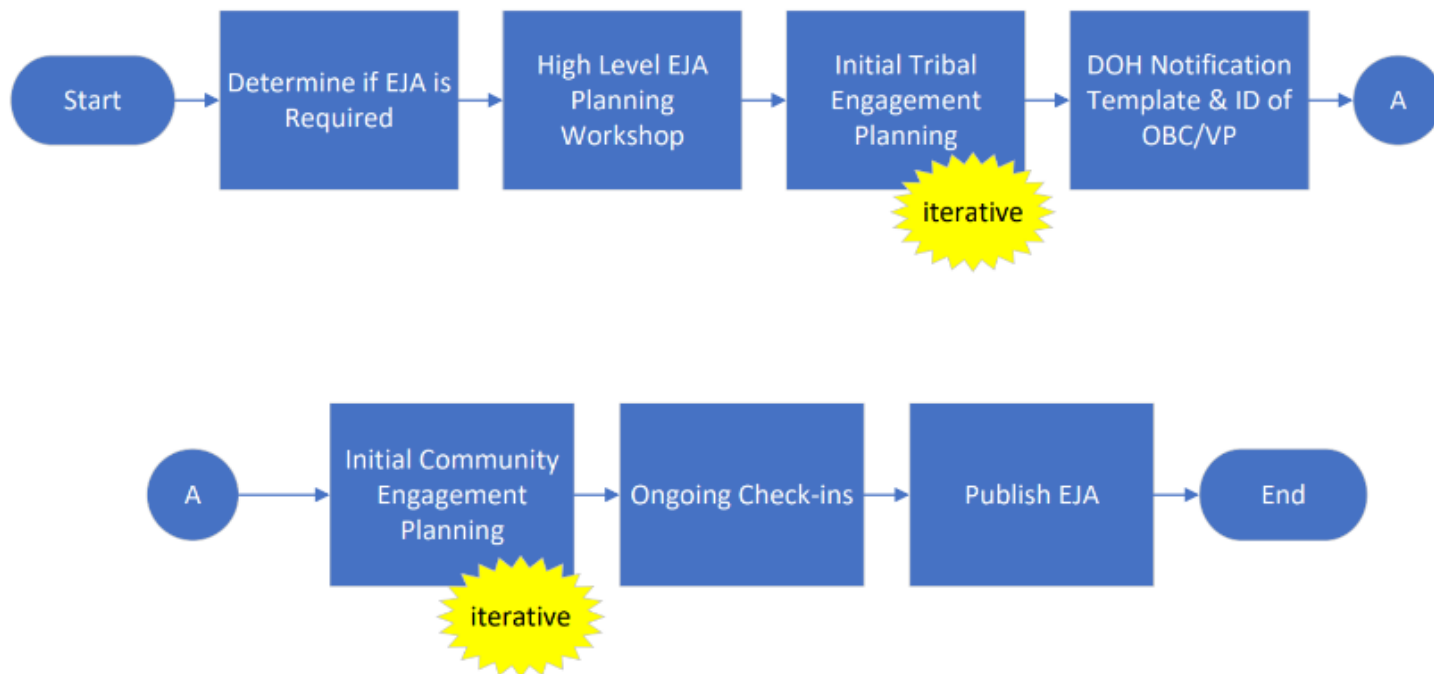 Start
Determine if EJA is
Required
High Level EJA
Planning
Workshop
Initial Tribal
Engagement
Planning
iterative
DOH Notification
Template & ID of
OBC/VP
A
A
Initial Community
Engagement
Planning
iterative
Ongoing Check-ins
Publish EJA
End